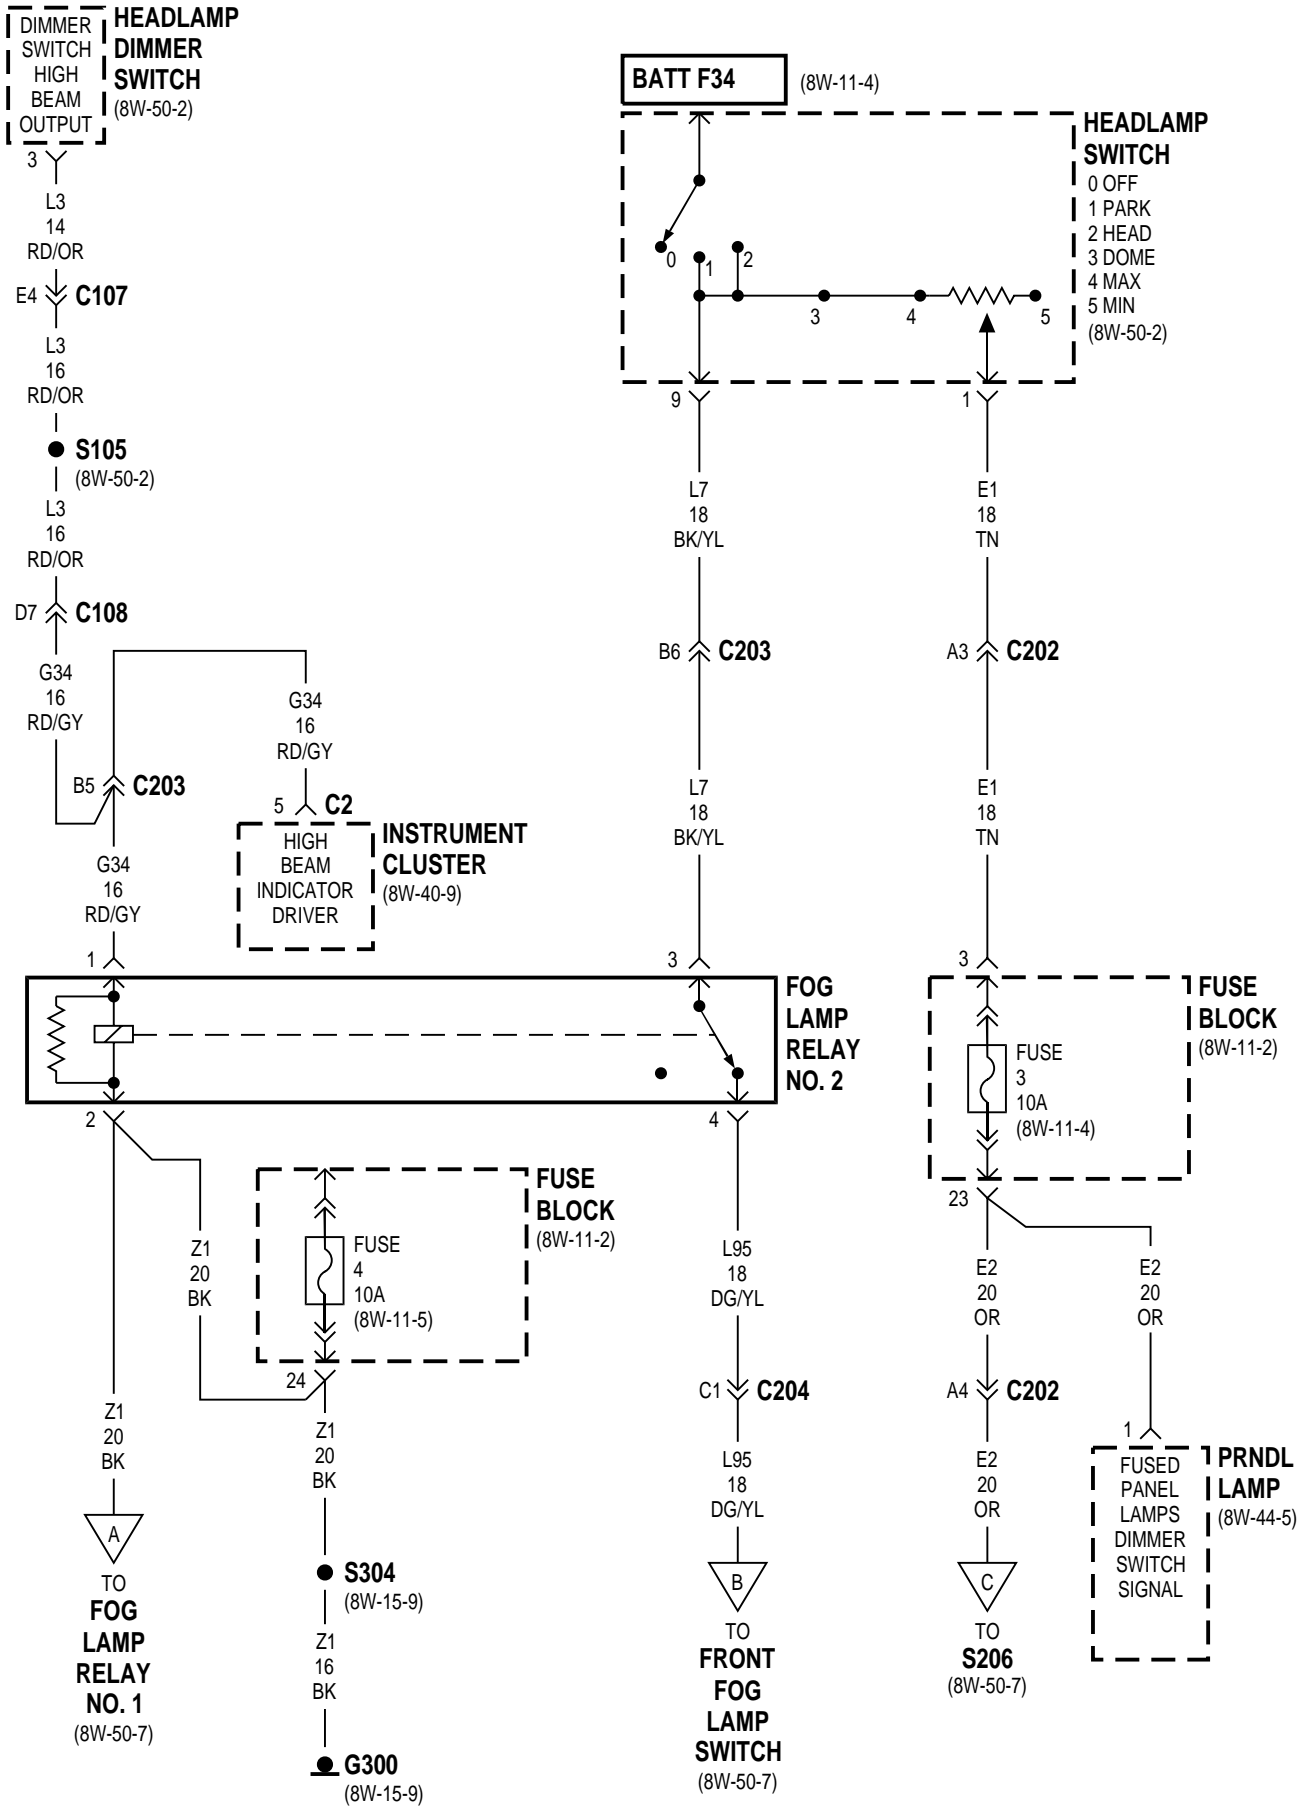 DIMMER
SWITCH
HIGH
BEAM
OUTPUT
HEADLAMP
DIMMER
SWITCH
(8W-50-2)
3
L3
14
RD/OR
E4
C107
L3
16
RD/OR
S105
(8W-50-2)
L3
16
RD/OR
D7
C108
G34
16
RD/GY
B5
C203
G34
16
RD/GY
5
C2
HIGH
BEAM
INDICATOR
DRIVER
INSTRUMENT
CLUSTER
(8W-40-9)
G34
16
RD/GY
1
BATT F34
(8W-11-4)
HEADLAMP
SWITCH
0 OFF
1 PARK
2 HEAD
3 DOME
4 MAX
5 MIN
(8W-50-2)
0
1
2
3
4
5
9
1
L7
18
BK/YL
E1
18
TN
B6
C203
A3
C202
L7
18
BK/YL
E1
18
TN
3
3
FOG
LAMP
RELAY
NO. 2
2
4
FUSE
BLOCK
(8W-11-2)
FUSE
3
10A
(8W-11-4)
23
Z1
20
BK
FUSE
BLOCK
(8W-11-2)
FUSE
4
10A
(8W-11-5)
24
L95
18
DG/YL
E2
20
OR
E2
20
OR
C1
C204
A4
C202
Z1
20
BK
Z1
20
BK
L95
18
DG/YL
E2
20
OR
1
FUSED
PANEL
LAMPS
DIMMER
SWITCH
SIGNAL
PRNDL
LAMP
(8W-44-5)
A
TO
FOG
LAMP
RELAY
NO. 1
(8W-50-7)
S304
(8W-15-9)
Z1
16
BK
G300
(8W-15-9)
B
TO
FRONT
FOG
LAMP
SWITCH
(8W-50-7)
C
TO
S206
(8W-50-7)